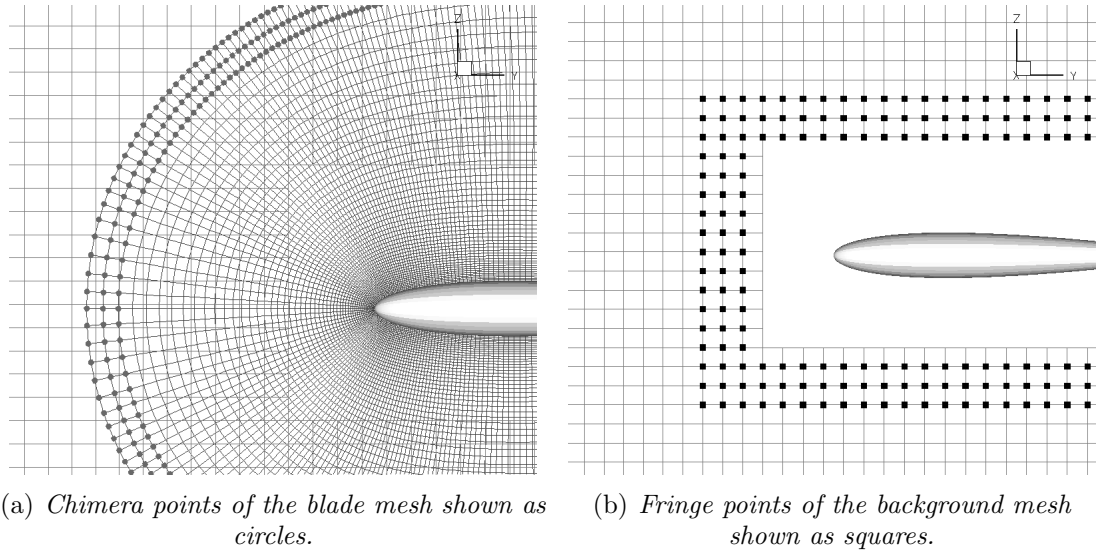 Z
X Y
Z
X Y
(a) Chimera points of the blade mesh shown as
circles.
(b) Fringe points of the background mesh
shown as squares.